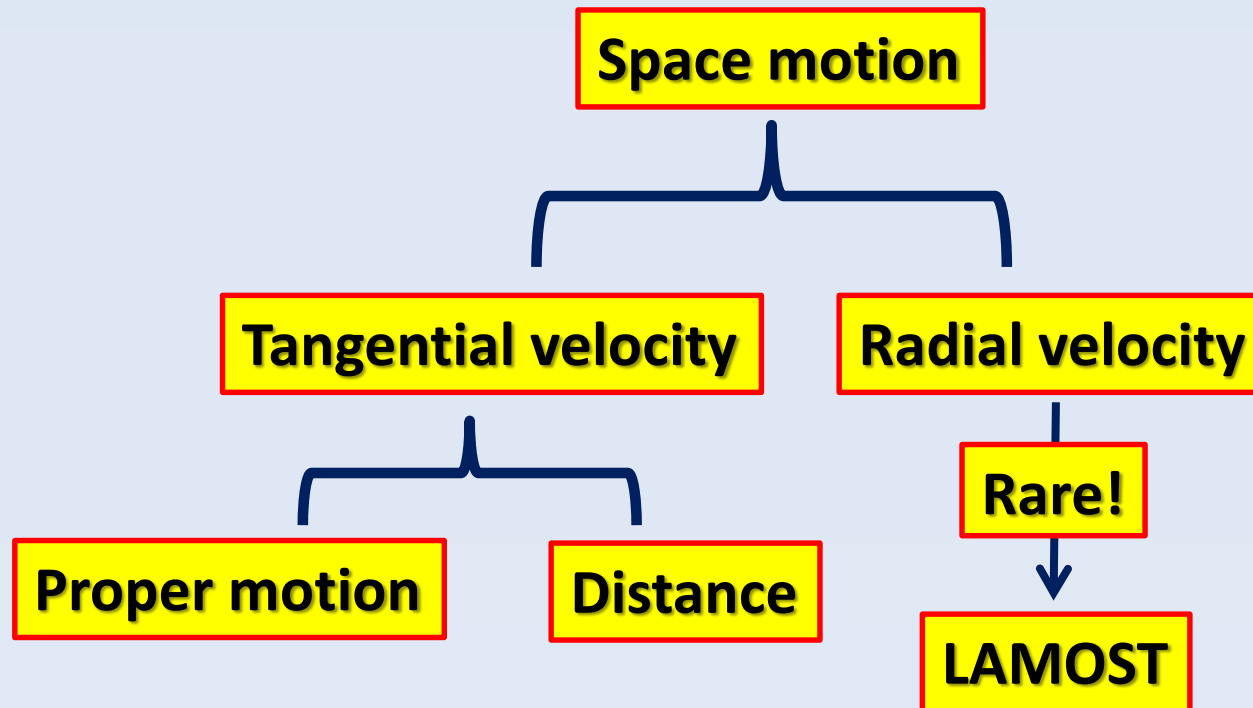 Space motion
Tangential velocity
Radial velocity
Rare!
Proper motion
Distance
LAMOST